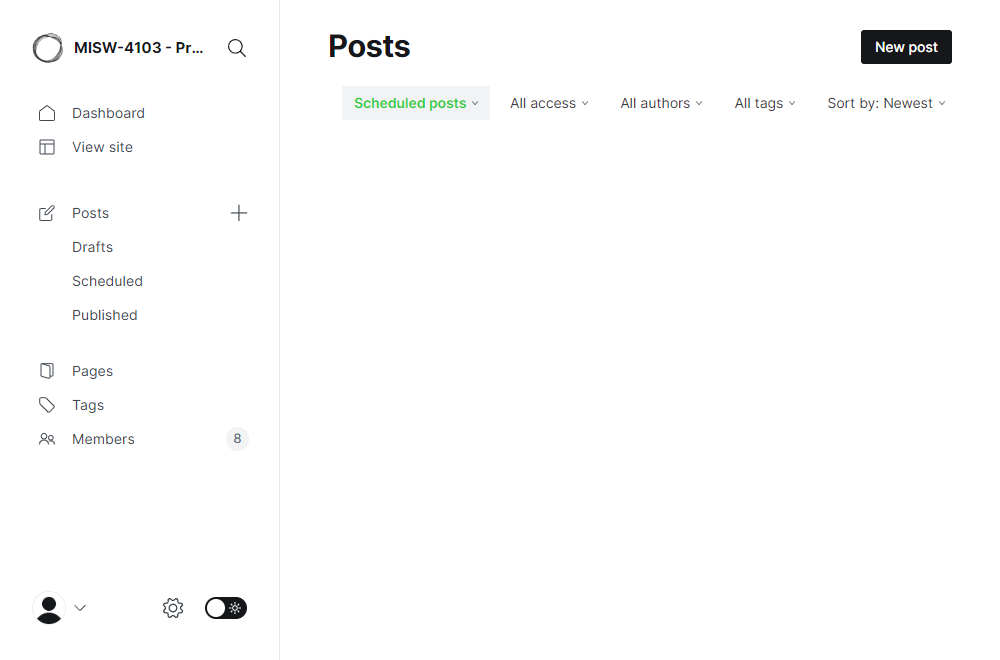 MISW-4103 - Pr...
Dashboard
View site
Posts
Drafts
Scheduled
Published
Pages
Tags
Members 8
Posts
New post
Scheduled posts All access All authors All tags Sort by: Newest